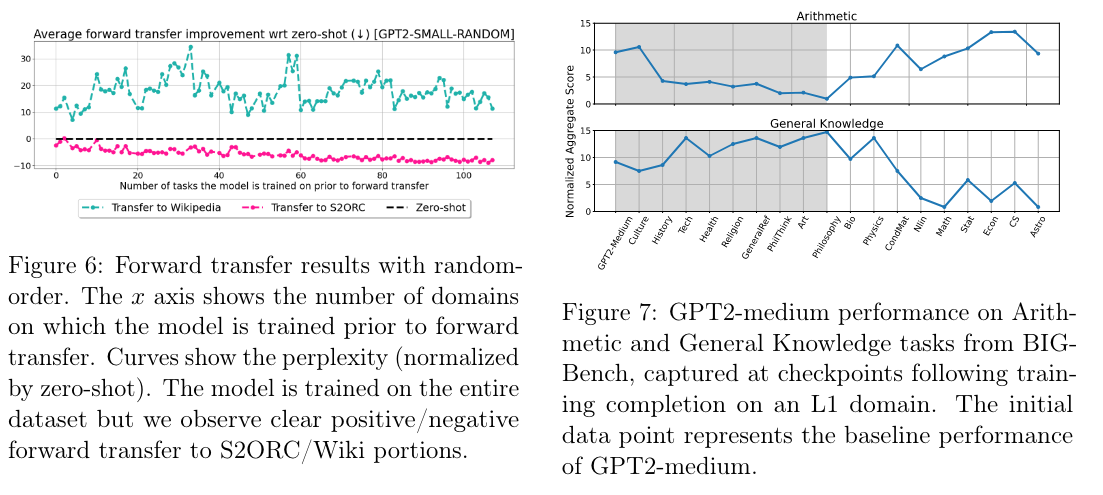 Average forward transfer improvement wrt zero-shot (↓) [GPT2-SMALL-RANDOM]
30
20
10
0
−10
0 20 40 60 80 100
Number of tasks the model is trained on prior to forward transfer
Transfer to Wikipedia Transfer to S2ORC Zero-shot
Figure 6: Forward transfer results with random-
order. The x axis shows the number of domains
on which the model is trained prior to forward
transfer. Curves show the perplexity (normalized
by zero-shot). The model is trained on the entire
dataset but we observe clear positive/negative
forward transfer to S2ORC/Wiki portions.
Arithmetic
15
10
5
0
General Knowledge
15
10
5
0
Normalized Aggregate Score
GPT2-Medium Culture History Tech Health Religion GeneralRef PhilThink Art Philosophy Bio Physics CondMat Nlin Math Stat Econ CS Astro
Figure 7: GPT2-medium performance on Arith-
metic and General Knowledge tasks from BIG-
Bench, captured at checkpoints following train-
ing completion on an L1 domain. The initial
data point represents the baseline performance
of GPT2-medium.